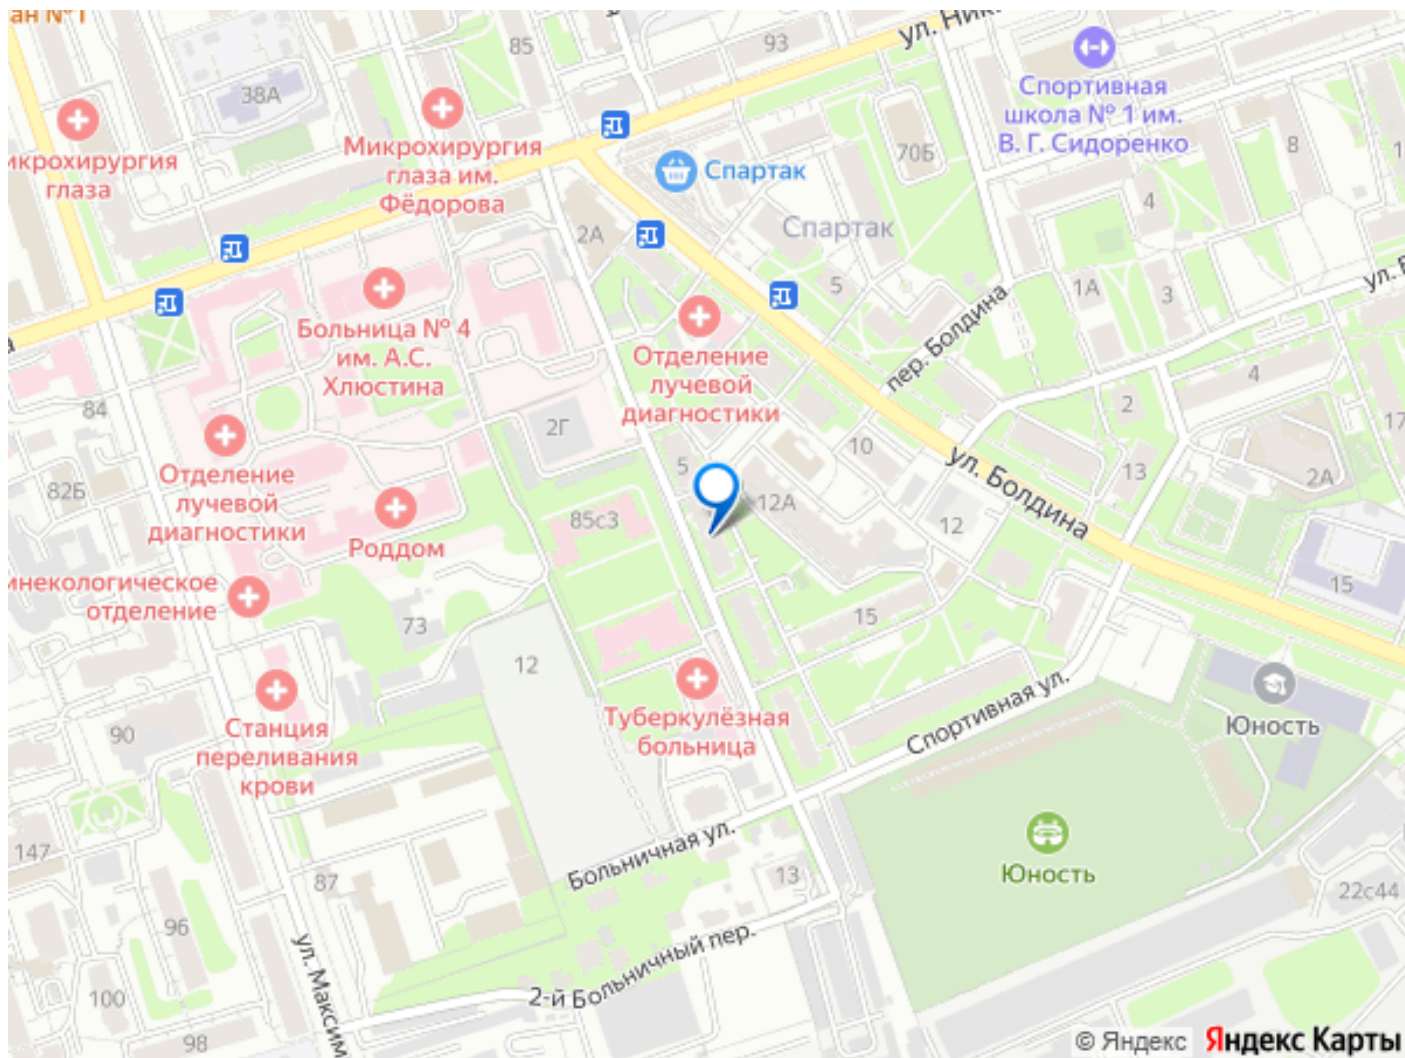 ан № 1
85
93
ул. Ник
38А
Спортивная
школа № 1 им.
В. Г. Сидоренко
икрохирургия
глаза
Микрохирургия
глаза им.
Фёдорова
Спартак
70Б
8
4
2А
Спартак
5
1А
3
ул. Б
Больница № 4
им. А.С.
Хлюстина
Отделение
лучевой
диагностики
пер. Болдина
84
2Г
10
4
2
17
Отделение
лучевой
диагностики
82Б
5
12А
ул. Болдина
13
2А
12
85с3
Роддом
инекологическое
отделение
73
15
15
12
Туберкулёзная
больница
Спортивная ул.
Юность
Станция
переливания
крови
90
Больничная ул.
Юность
147
87
13
22с44
96
ул. Максим
2-й Больничный пер.
100
98
© Яндекс Яндекс Карты